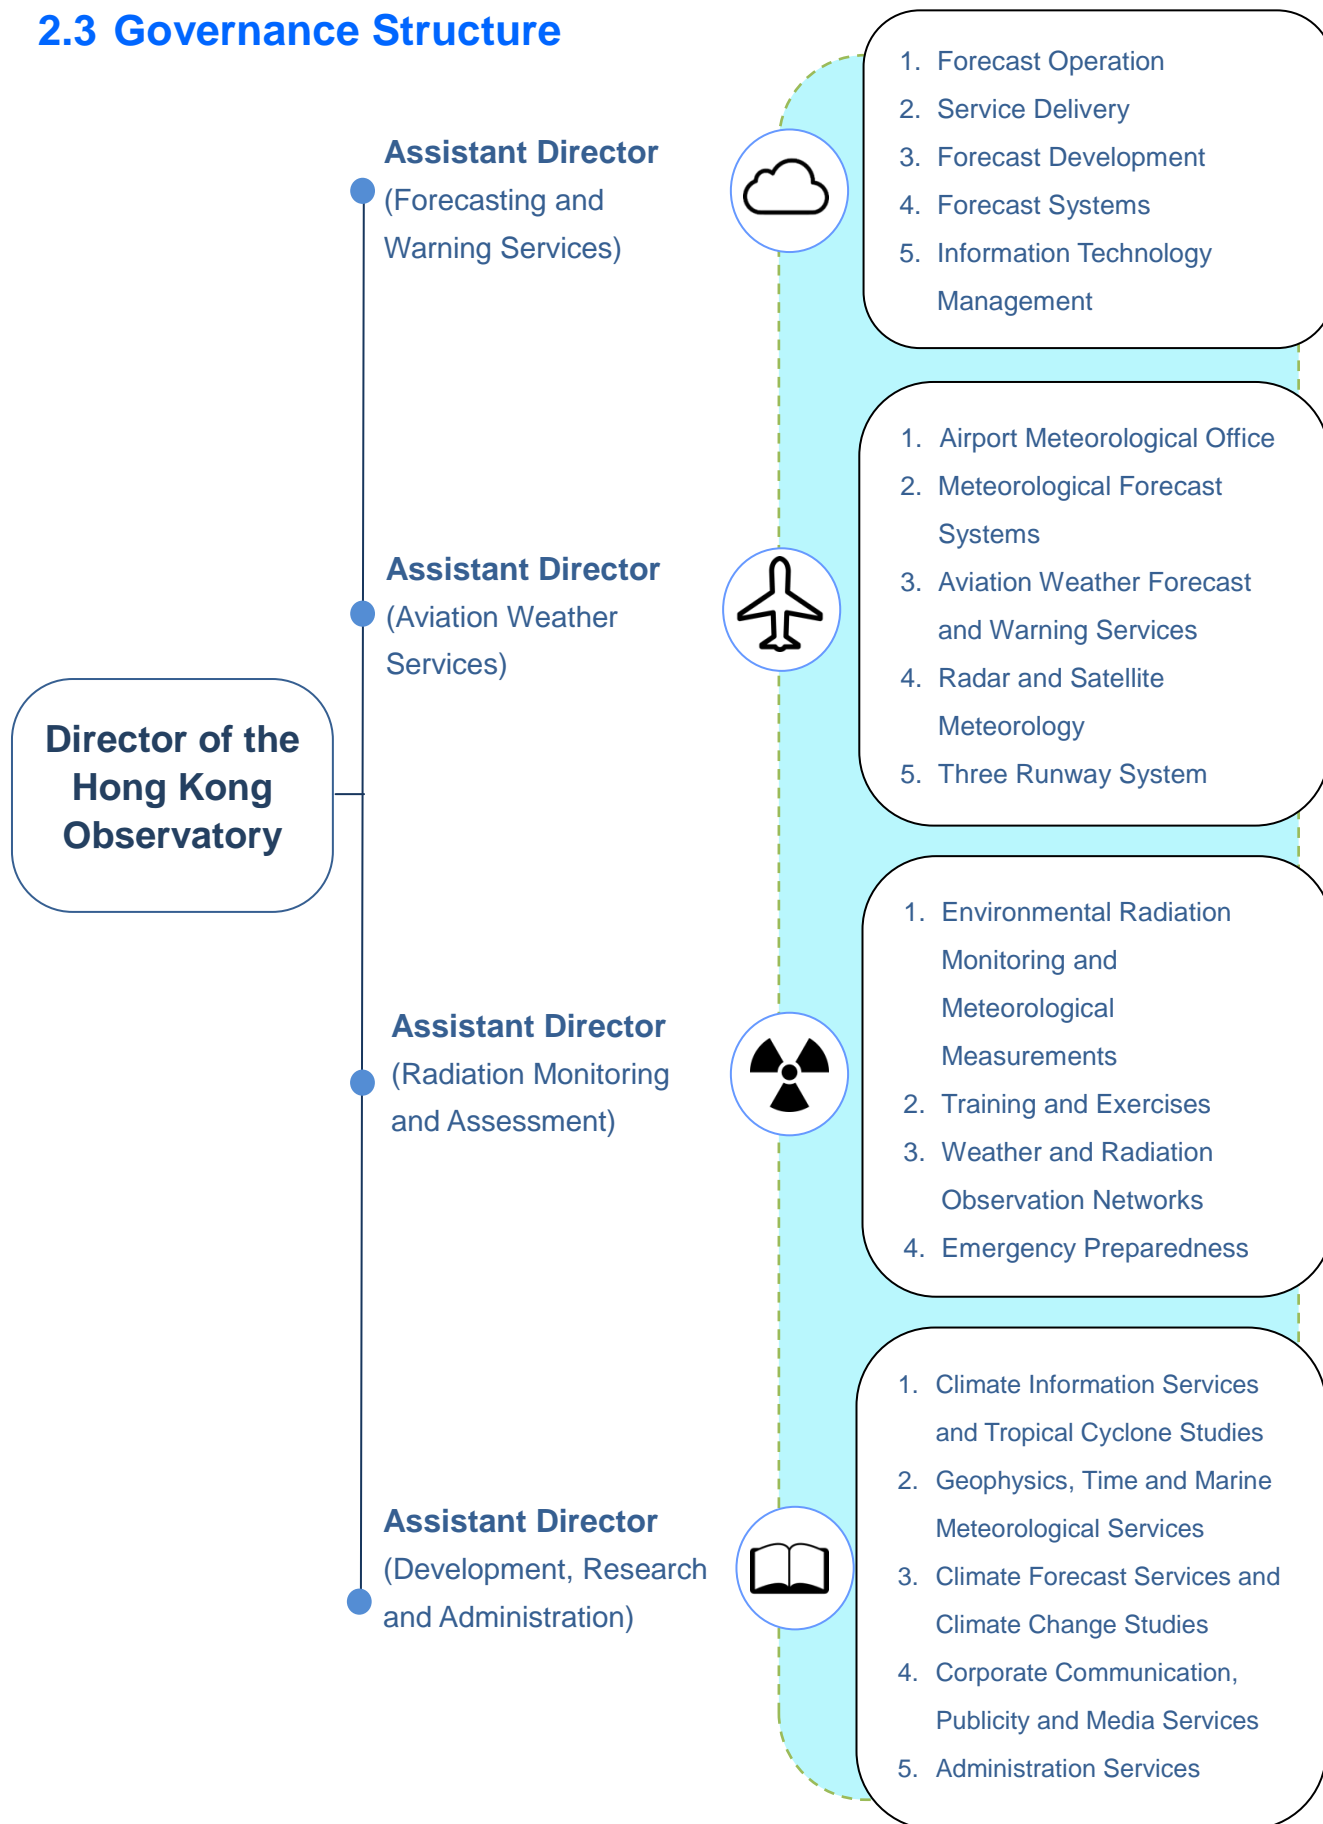 2.3 Governance Structure
Assistant Director
(Forecasting and
Warning Services)
1. Forecast Operation
2. Service Delivery
3. Forecast Development
4. Forecast Systems
5. Information Technology
Management
Assistant Director
(Aviation Weather
Services)
1. Airport Meteorological Office
2. Meteorological Forecast
Systems
3. Aviation Weather Forecast
and Warning Services
4. Radar and Satellite
Meteorology
5. Three Runway System
Director of the
Hong Kong
Observatory
Assistant Director
(Radiation Monitoring
and Assessment)
1. Environmental Radiation
Monitoring and
Meteorological
Measurements
2. Training and Exercises
3. Weather and Radiation
Observation Networks
4. Emergency Preparedness
Assistant Director
(Development, Research
and Administration)
1. Climate Information Services
and Tropical Cyclone Studies
2. Geophysics, Time and Marine
Meteorological Services
3. Climate Forecast Services and
Climate Change Studies
4. Corporate Communication,
Publicity and Media Services
5. Administration Services